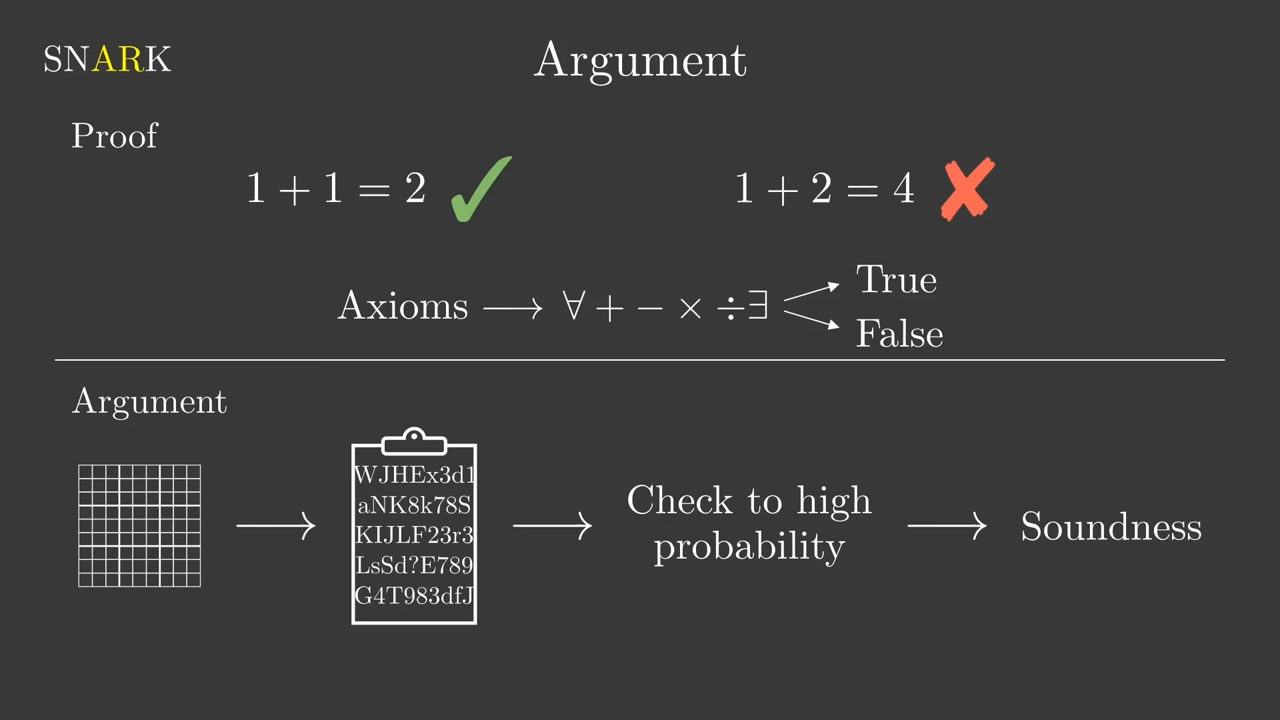 SNARK
Argument
Proof
1 + 1 = 2
1 + 2 = 4
Axioms ⟶ ∀ + − × ÷∃
True
False
Argument
WJHEx3d1
aNK8k78S
KIJLF23r3
LsSd?E789
G4T983dfJ
Check to high
probability
Soundness